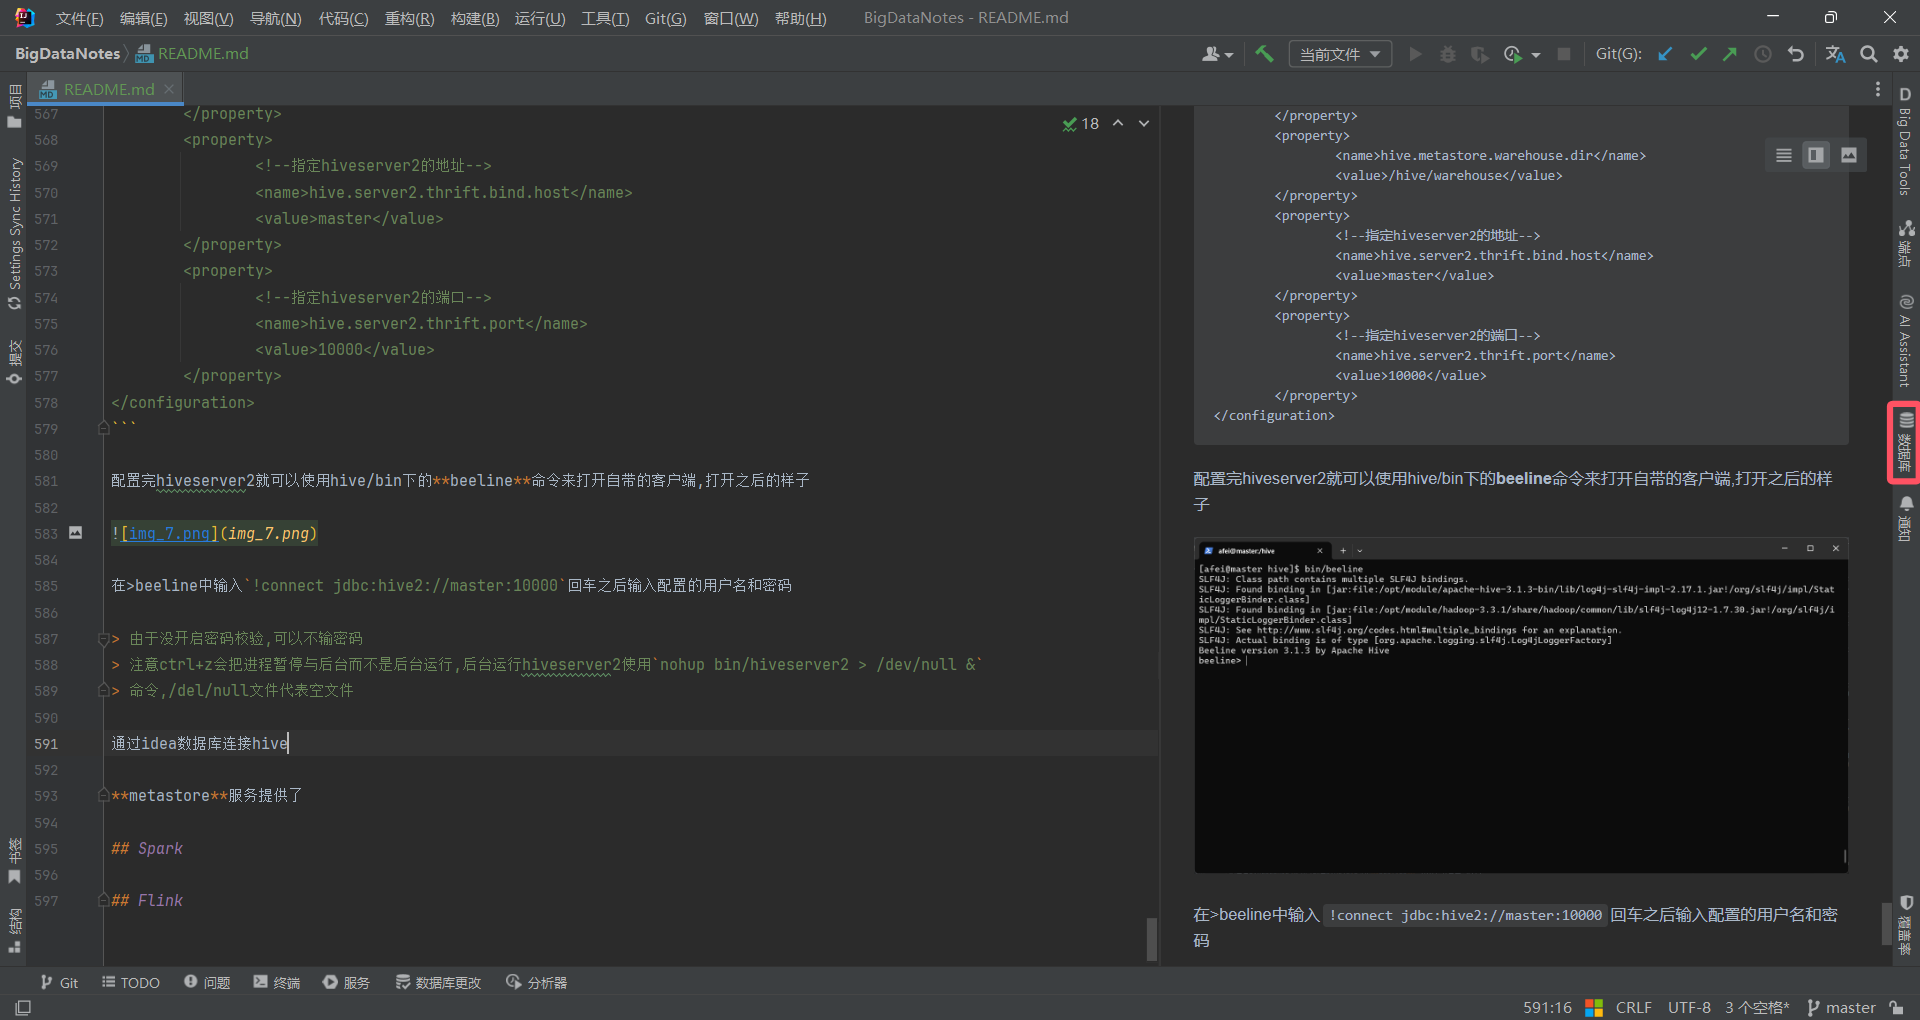 文件(F) 编辑(E) 视图(V) 导航(N) 代码(C) 重构(R) 构建(B) 运行(U) 工具(T) Git(G) 窗口(W) 帮助(H) BigDataNotes - README.md
BigDataNotes README.md 当前文件 Git(G):
README.md
项目
Settings Sync History
提交
书签
结构
18
567 </property>
568 <property>
569 <!--指定hiveserver2的地址-->
570 <name>hive.server2.thrift.bind.host</name>
571 <value>master</value>
572 </property>
573 <property>
574 <!--指定hiveserver2的端口-->
575 <name>hive.server2.thrift.port</name>
576 <value>10000</value>
577 </property>
578 </configuration>
579 ```
580
581 配置完hiveserver2就可以使用hive/bin下的**beeline**命令来打开自带的客户端,打开之后的样子
582
583 ![img_7.png](img_7.png)
584
585 在>beeline中输入`!connect jdbc:hive2://master:10000`回车之后输入配置的用户名和密码
586
587 > 由于没开启密码校验,可以不输密码
588 > 注意ctrl+z会把进程暂停与后台而不是后台运行,后台运行hiveserver2使用`nohup bin/hiveserver2 > /dev/null &`
589 > 命令,/del/null文件代表空文件
590
591 通过idea数据库连接hive
592
593 **metastore**服务提供了
594
595 ## Spark
596
597 ## Flink
</property>
<property>
<name>hive.metastore.warehouse.dir</name>
<value>/hive/warehouse</value>
</property>
<property>
<!--指定hiveserver2的地址-->
<name>hive.server2.thrift.bind.host</name>
<value>master</value>
</property>
<property>
<!--指定hiveserver2的端口-->
<name>hive.server2.thrift.port</name>
<value>10000</value>
</property>
</configuration>
配置完hiveserver2就可以使用hive/bin下的beeline命令来打开自带的客户端,打开之后的样
子
afei@master:/hive
[afei@master hive]$ bin/beeline
SLF4J: Class path contains multiple SLF4J bindings.
SLF4J: Found binding in [jar:file:/opt/module/apache-hive-3.1.3-bin/lib/log4j-slf4j-impl-2.17.1.jar!/org/slf4j/impl/Stat
icLoggerBinder.class]
SLF4J: Found binding in [jar:file:/opt/module/hadoop-3.3.1/share/hadoop/common/lib/slf4j-log4j12-1.7.30.jar!/org/slf4j/i
mpl/StaticLoggerBinder.class]
SLF4J: See http://www.slf4j.org/codes.html#multiple_bindings for an explanation.
SLF4J: Actual binding is of type [org.apache.logging.slf4j.Log4jLoggerFactory]
Beeline version 3.1.3 by Apache Hive
beeline>
在>beeline中输入 !connect jdbc:hive2://master:10000 回车之后输入配置的用户名和密
码
D Big Data Tools
端点
AI Assistant
数据库
通知
覆盖率
Git TODO 问题 终端 服务 数据库更改 分析器
591:16 CRLF UTF-8 3 个空格* master